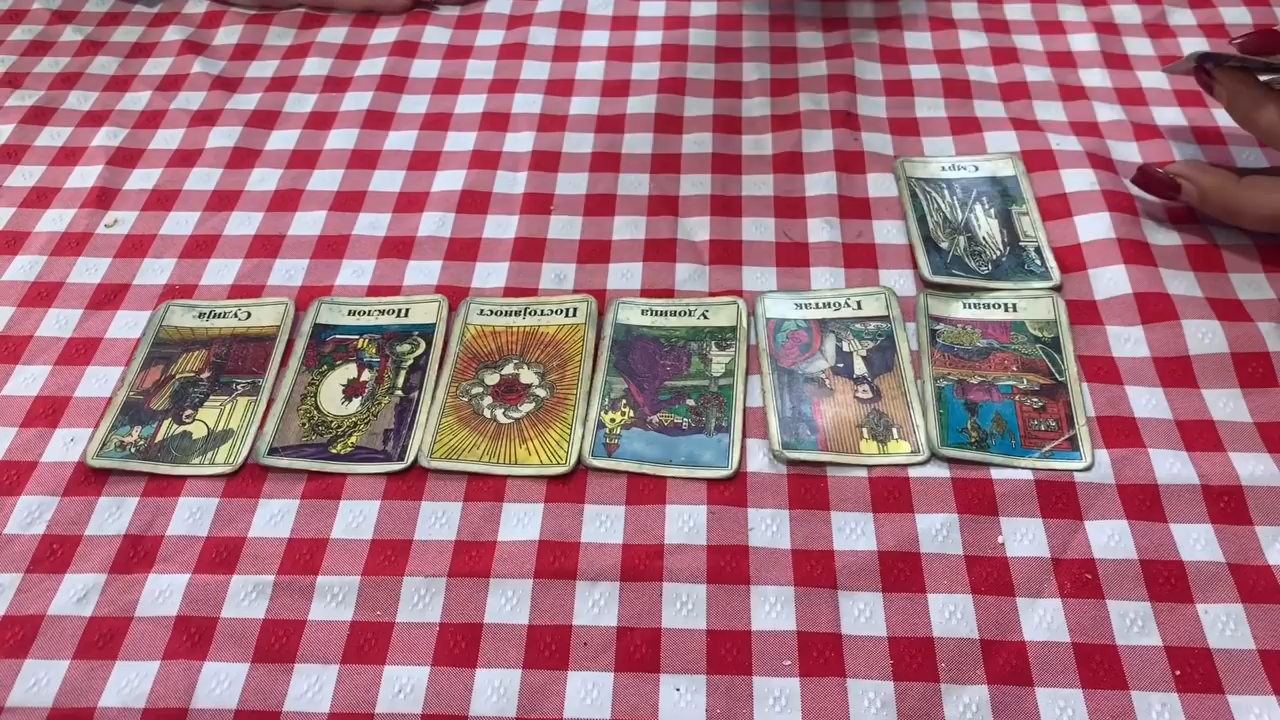 Смрт
Судија
Поклон
Постојаност
Удовица
Губитак
Новац